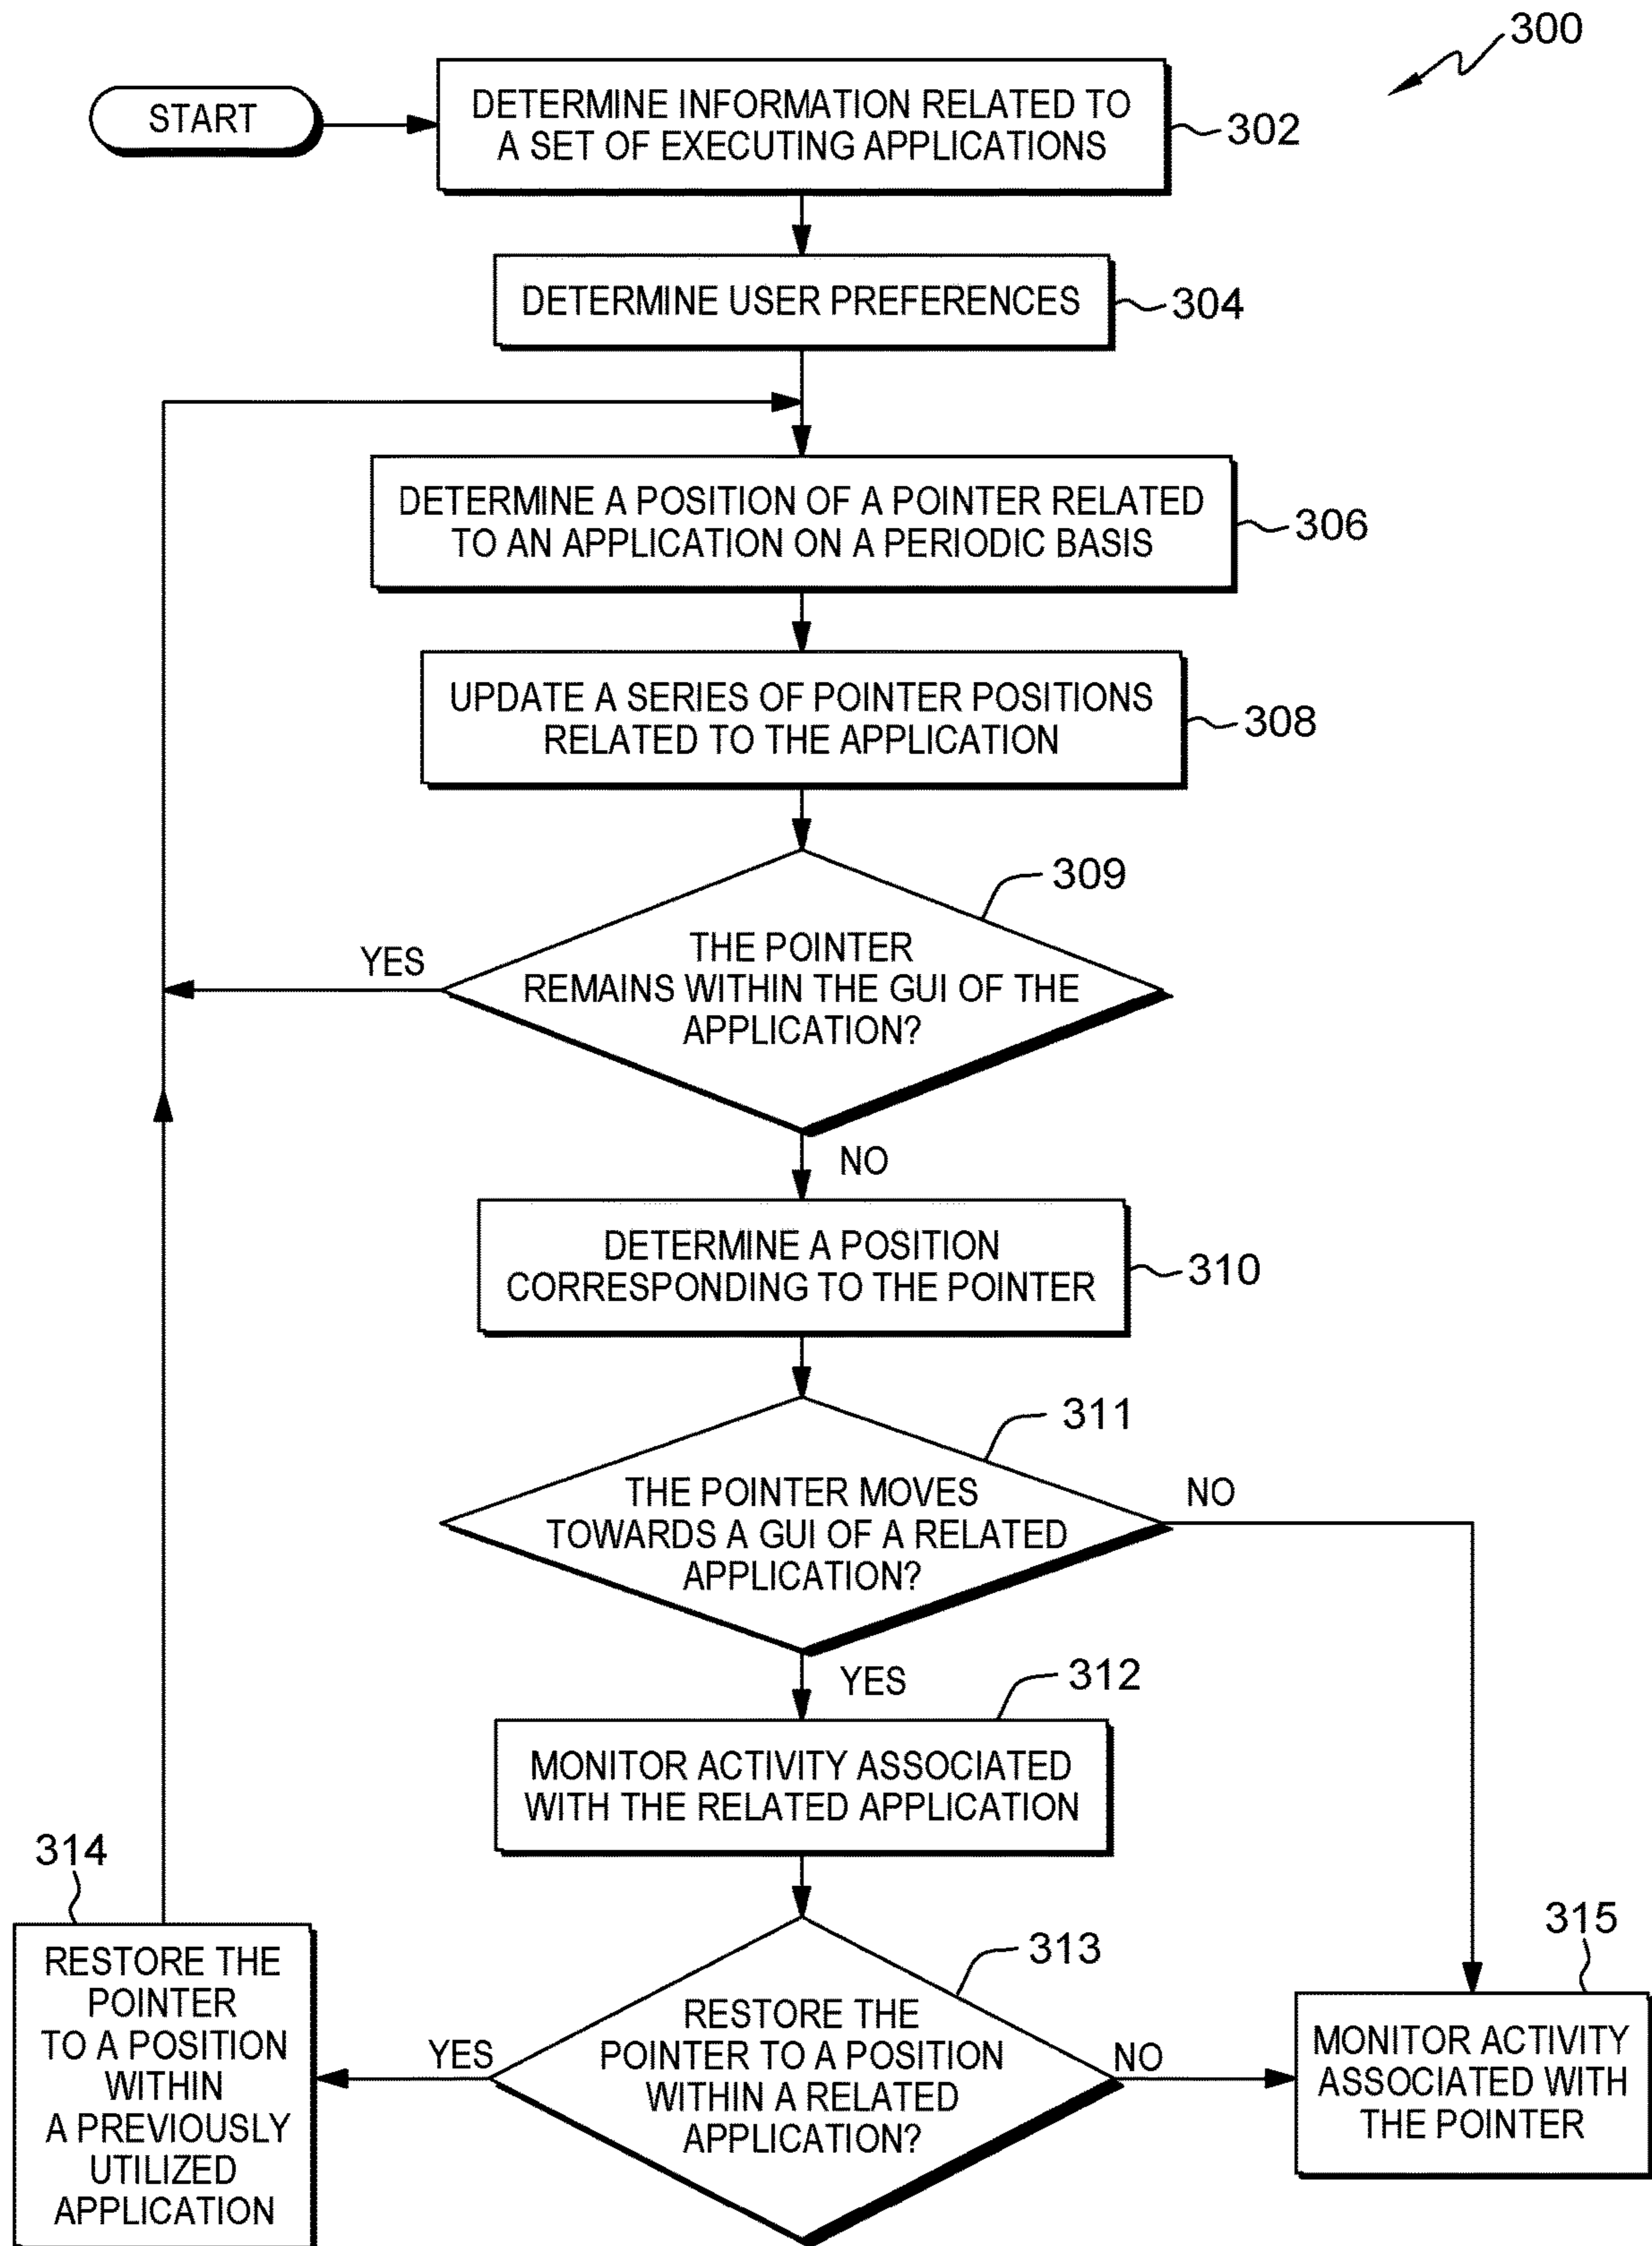 300
START
DETERMINE INFORMATION RELATED TO
A SET OF EXECUTING APPLICATIONS
302
DETERMINE USER PREFERENCES
304
DETERMINE A POSITION OF A POINTER RELATED
TO AN APPLICATION ON A PERIODIC BASIS
306
UPDATE A SERIES OF POINTER POSITIONS
RELATED TO THE APPLICATION
308
309
THE POINTER
REMAINS WITHIN THE GUI OF THE
APPLICATION?
YES
NO
DETERMINE A POSITION
CORRESPONDING TO THE POINTER
310
311
THE POINTER MOVES
TOWARDS A GUI OF A RELATED
APPLICATION?
NO
YES
312
MONITOR ACTIVITY ASSOCIATED
WITH THE RELATED APPLICATION
313
RESTORE THE
POINTER TO A POSITION
WITHIN A RELATED
APPLICATION?
YES
NO
314
RESTORE THE
POINTER
TO A POSITION
WITHIN
A PREVIOUSLY
UTILIZED
APPLICATION
315
MONITOR ACTIVITY
ASSOCIATED WITH
THE POINTER